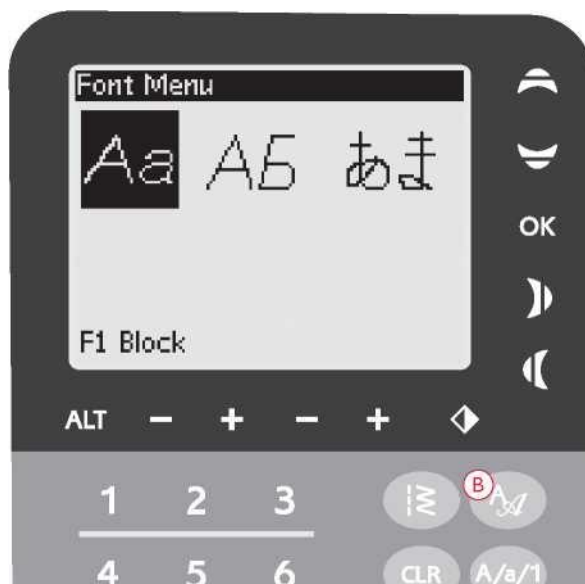 Font Menu
Aa АБ あま
OK
F1 Block
ALT - + - +
1 2 3
B A
4 5 6 CLR A/a/1